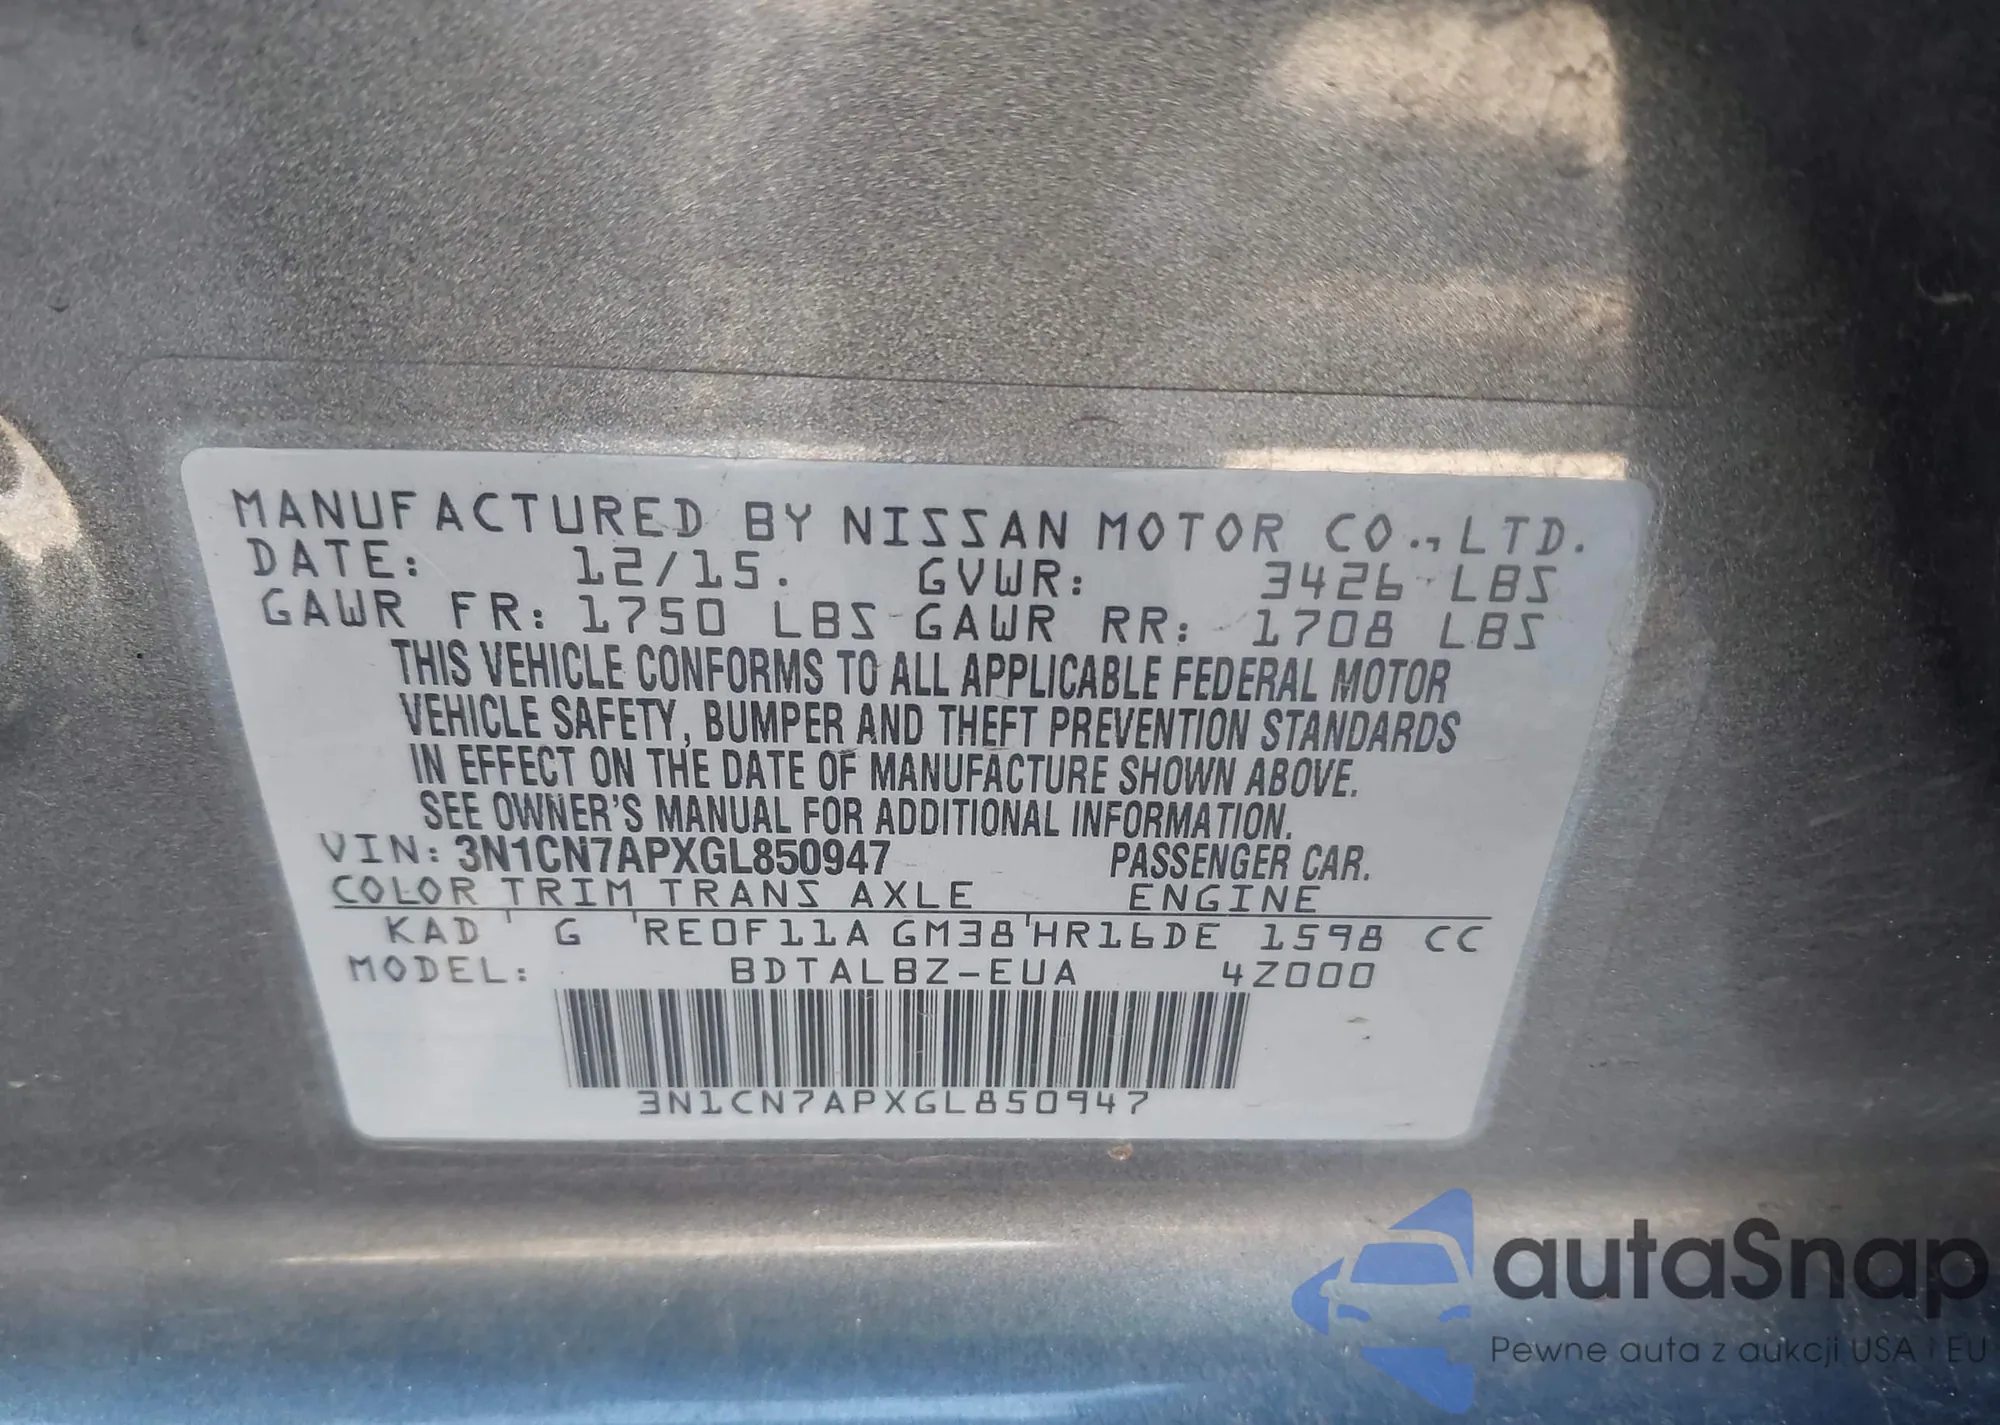 MANUFACTURED BY NISSAN MOTOR CO., LTD.
DATE: 12/15. GVWR: 3426 LBS
GAWR FR: 1750 LBS GAWR RR: 1708 LBS
THIS VEHICLE CONFORMS TO ALL APPLICABLE FEDERAL MOTOR
VEHICLE SAFETY, BUMPER AND THEFT PREVENTION STANDARDS
IN EFFECT ON THE DATE OF MANUFACTURE SHOWN ABOVE.
SEE OWNER'S MANUAL FOR ADDITIONAL INFORMATION.
VIN: 3N1CN7APXGL850947 PASSENGER CAR.
COLOR TRIM TRANS AXLE ENGINE
KAD G RE0F11A GM38 HR16DE 1598 CC
MODEL: BDTALBZ-EUA 4Z000
3N1CN7APXGL850947
autaSnap
Pewne auta z aukcji USA i EU